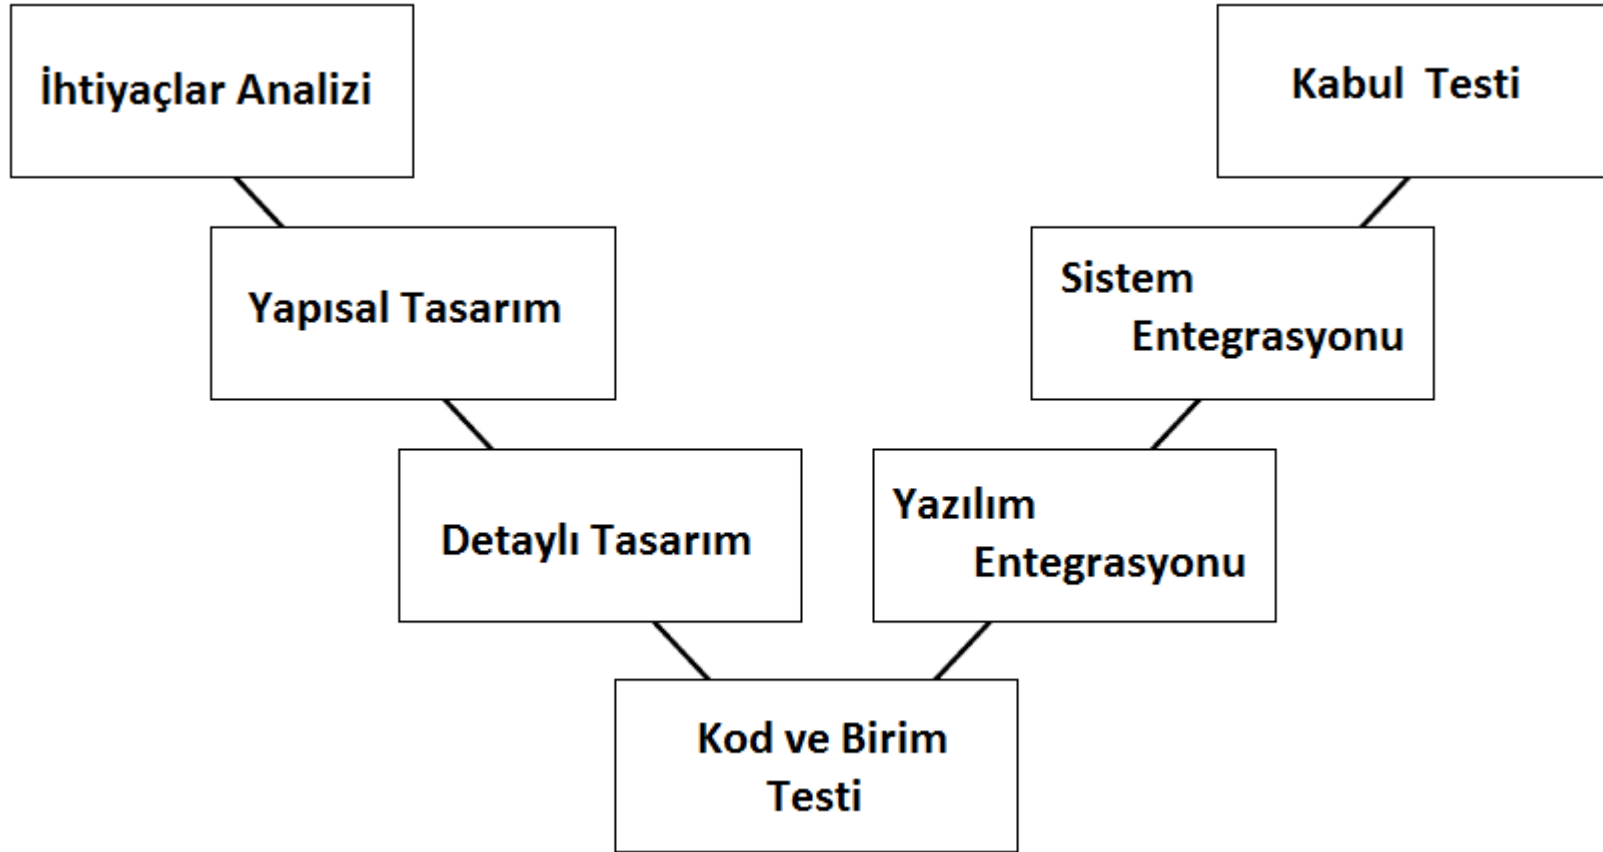 İhtiyaçlar Analizi
Yapısal Tasarım
Detaylı Tasarım
Kod ve Birim
Testi
Yazılım
Entegrasyonu
Sistem
Entegrasyonu
Kabul Testi